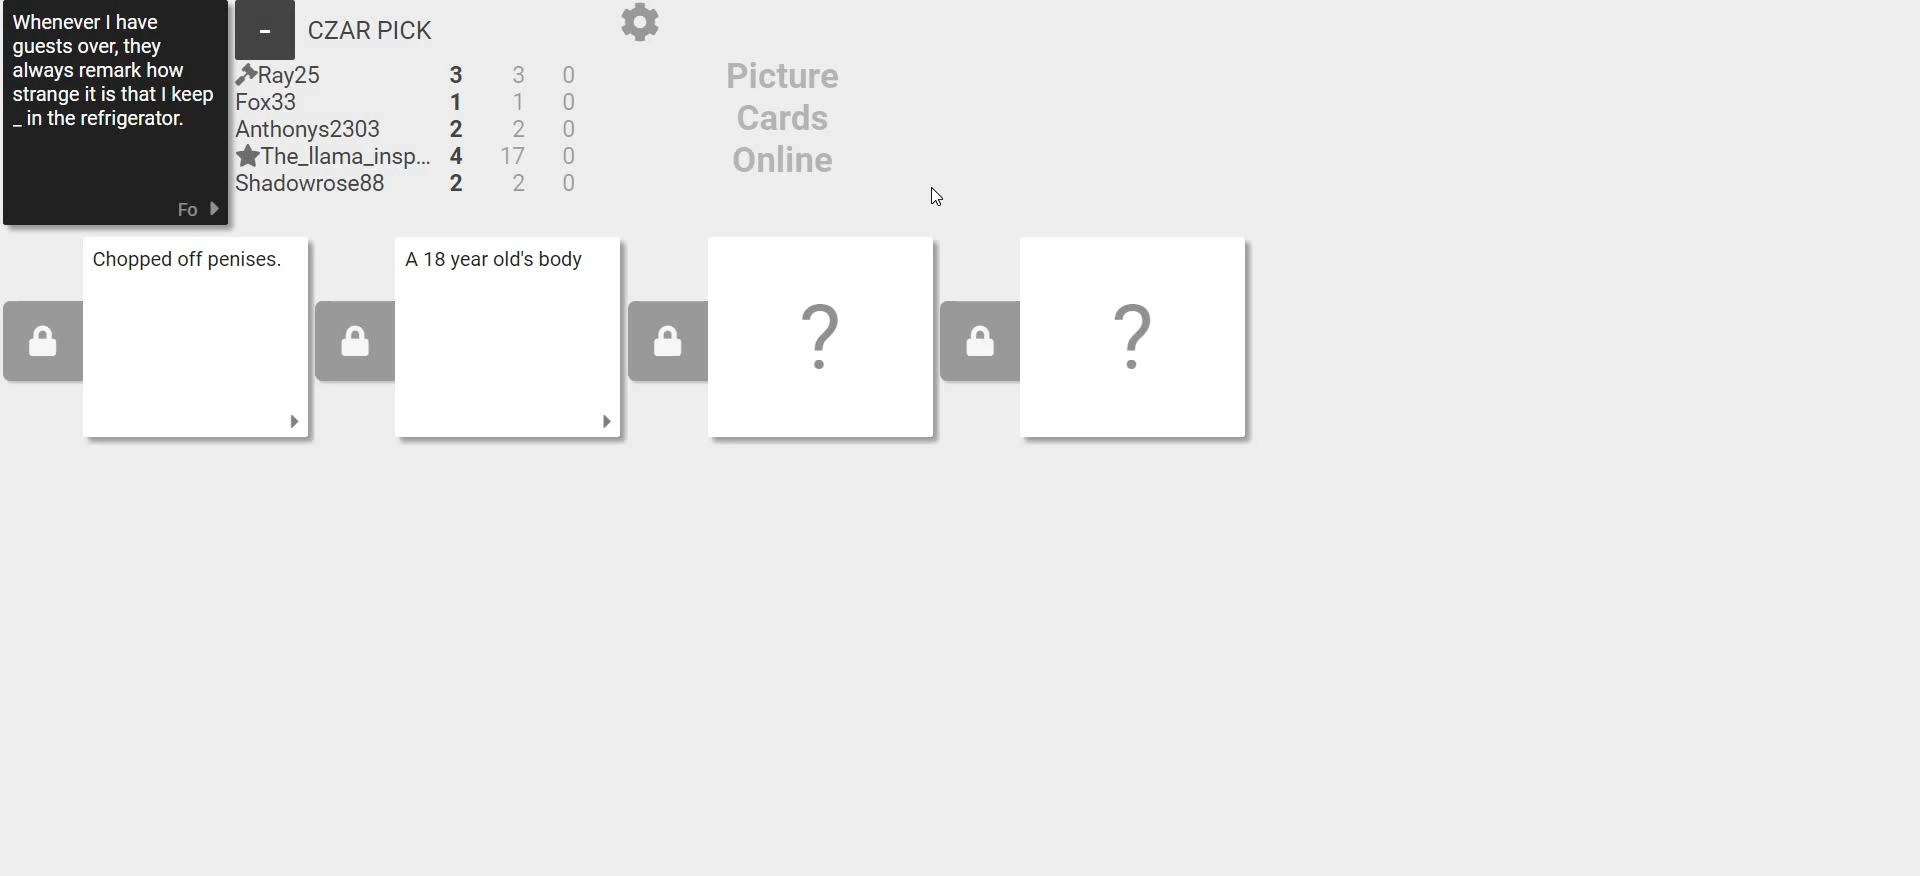 Whenever I have
guests over, they
always remark how
strange it is that I keep
_ in the refrigerator.
Fo
-
CZAR PICK
Ray25 3 3 0
Fox33 1 1 0
Anthonys2303 2 2 0
The_llama_insp... 4 17 0
Shadowrose88 2 2 0
Picture
Cards
Online
Chopped off penises.
A 18 year old's body
?
?